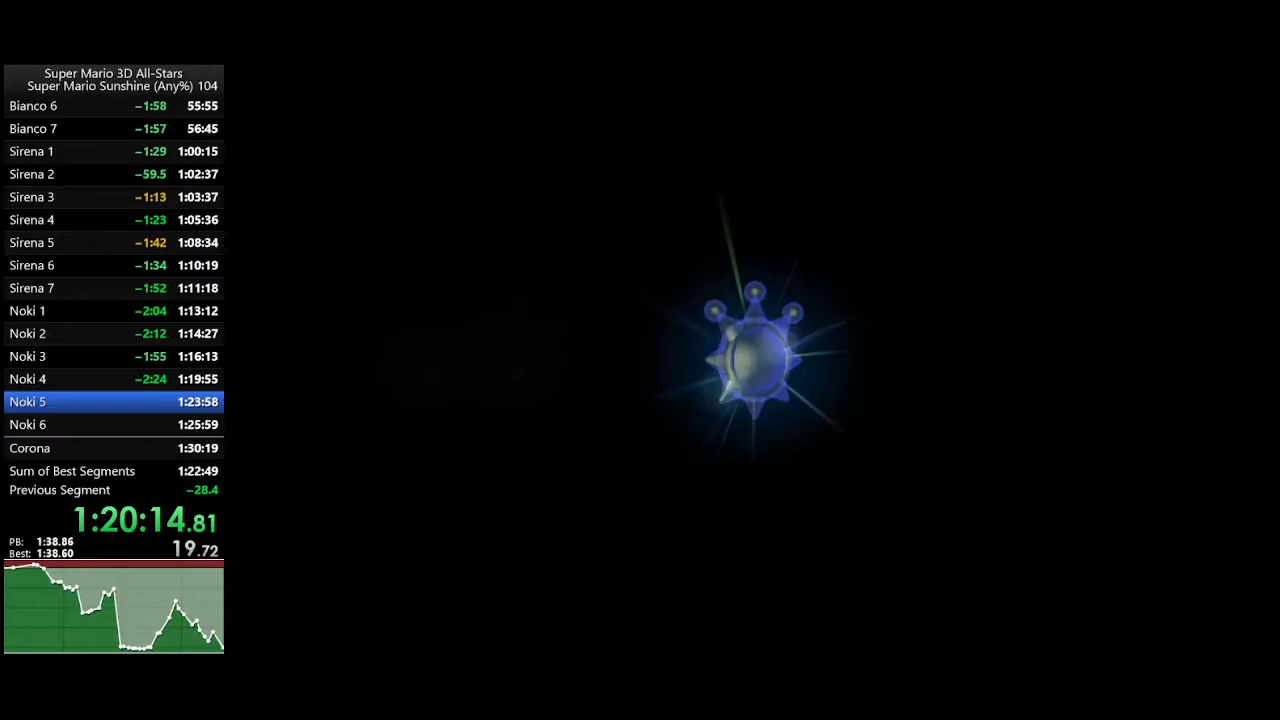 Super Mario 3D All-Stars
Super Mario Sunshine (Any%) 104
Bianco 6 −1:58 55:55
Bianco 7 −1:57 56:45
Sirena 1 −1:29 1:00:15
Sirena 2 −59.5 1:02:37
Sirena 3 −1:13 1:03:37
Sirena 4 −1:23 1:05:36
Sirena 5 −1:42 1:08:34
Sirena 6 −1:34 1:10:19
Sirena 7 −1:52 1:11:18
Noki 1 −2:04 1:13:12
Noki 2 −2:12 1:14:27
Noki 3 −1:55 1:16:13
Noki 4 −2:24 1:19:55
Noki 5 1:23:58
Noki 6 1:25:59
Corona 1:30:19
Sum of Best Segments 1:22:49
Previous Segment −28.4
1:20:14.81
PB: 1:38.86
Best: 1:38.60
19.72